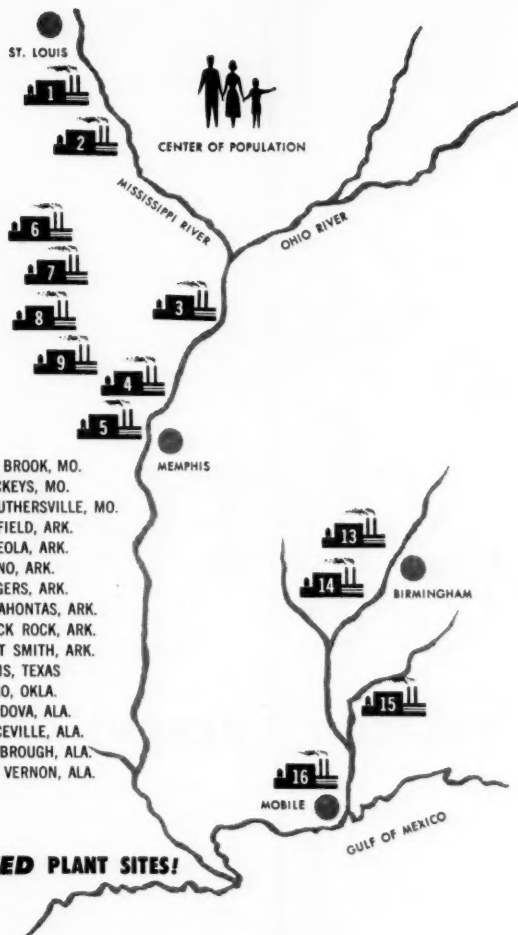 ST. LOUIS
1
CENTER OF POPULATION
2
MISSISSIPPI RIVER
OHIO RIVER
6
7
3
8
9
4
5
MEMPHIS
BROOK, MO.
CKEYS, MO.
UTHERSVILLE, MO.
FIELD, ARK.
EOLA, ARK.
NO, ARK.
GERS, ARK.
AHONTAS, ARK.
CK ROCK, ARK.
T SMITH, ARK.
IS, TEXAS
O, OKLA.
DOVA, ALA.
CEVILLE, ALA.
BROUGH, ALA.
VERNON, ALA.
13
14
BIRMINGHAM
15
16
MOBILE
GULF OF MEXICO
ED PLANT SITES!